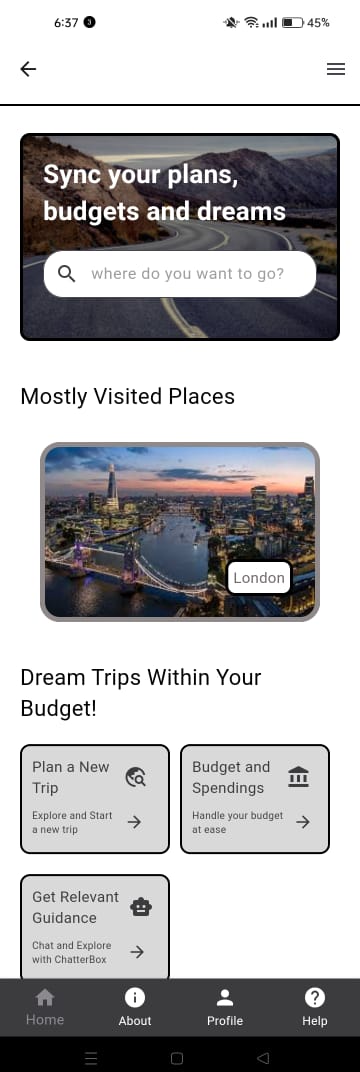 6:37 3 45%
Sync your plans,
budgets and dreams
where do you want to go?
Mostly Visited Places
London
Dream Trips Within Your
Budget!
Plan a New
Trip
Explore and Start
a new trip
Budget and
Spendings
Handle your budget
at ease
Get Relevant
Guidance
Chat and Explore
with ChatterBox
Home About Profile Help